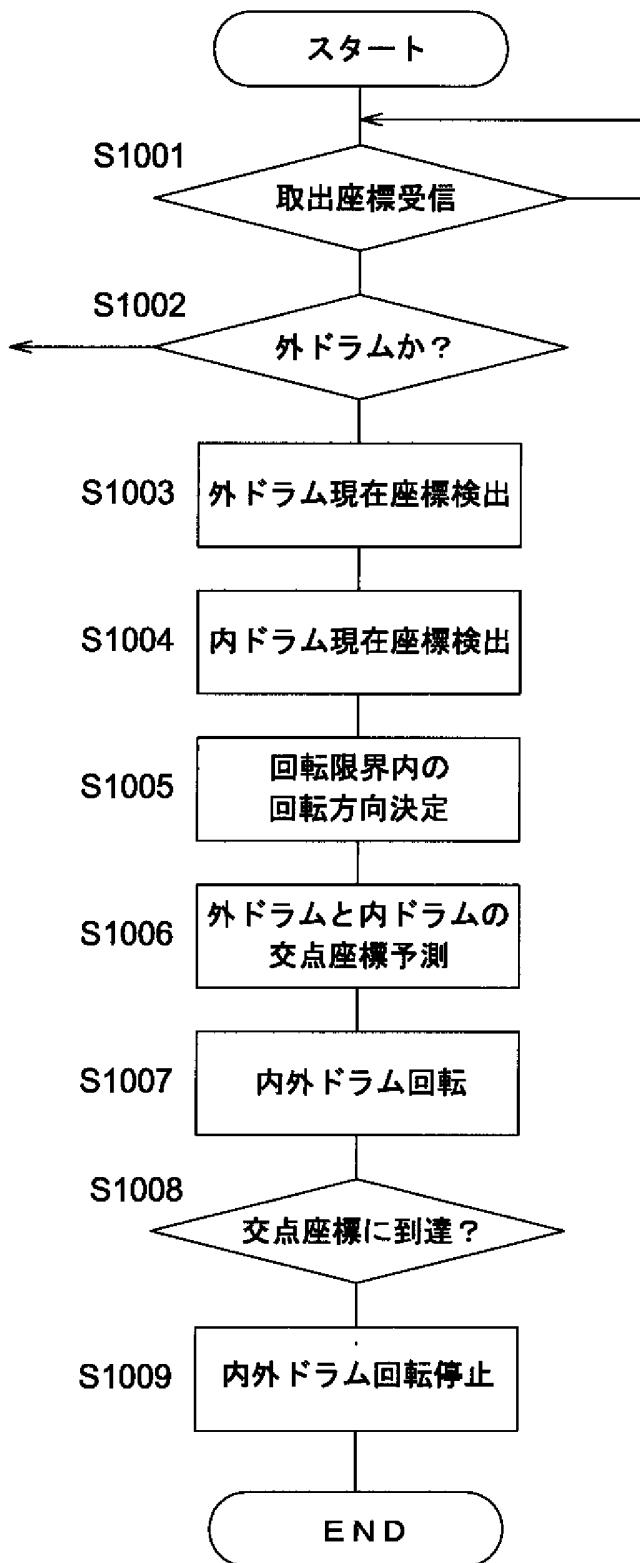 スタート
S1001
取出座標受信
S1002
外ドラムか？
S1003
外ドラム現在座標検出
S1004
内ドラム現在座標検出
S1005
回転限界内の
回転方向決定
S1006
外ドラムと内ドラムの
交点座標予測
S1007
内外ドラム回転
S1008
交点座標に到達？
S1009
内外ドラム回転停止
END